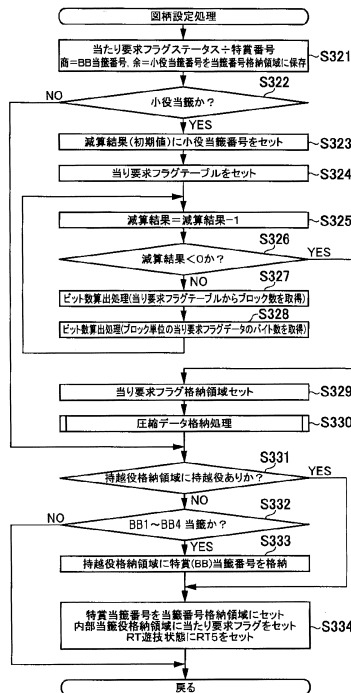 図柄設定処理
当たり要求フラグステータス÷特賞番号
商=BB当籤番号、余=小役当籤番号を当籤番号格納領域に保存
S321
S322
小役当籤か?
NO
YES
減算結果(初期値)に小役当籤番号をセット
S323
当り要求フラグテーブルをセット
S324
減算結果=減算結果-1
S325
S326
減算結果<0か?
YES
NO
S327
ビット数算出処理(当り要求フラグテーブルからブロック数を取得)
S328
ビット数算出処理(ブロック単位の当り要求フラグデータのバイト数を取得)
当り要求フラグ格納領域セット
S329
圧縮データ格納処理
S330
S331
持越役格納領域に持越役ありか?
YES
NO
S332
BB1~BB4 当籤か?
NO
YES
S333
持越役格納領域に特賞(BB)当籤番号を格納
特賞当籤番号を当籤番号格納領域にセット
内部当籤役格納領域に当たり要求フラグをセット
RT遊技状態にRT5をセット
S334
戻る